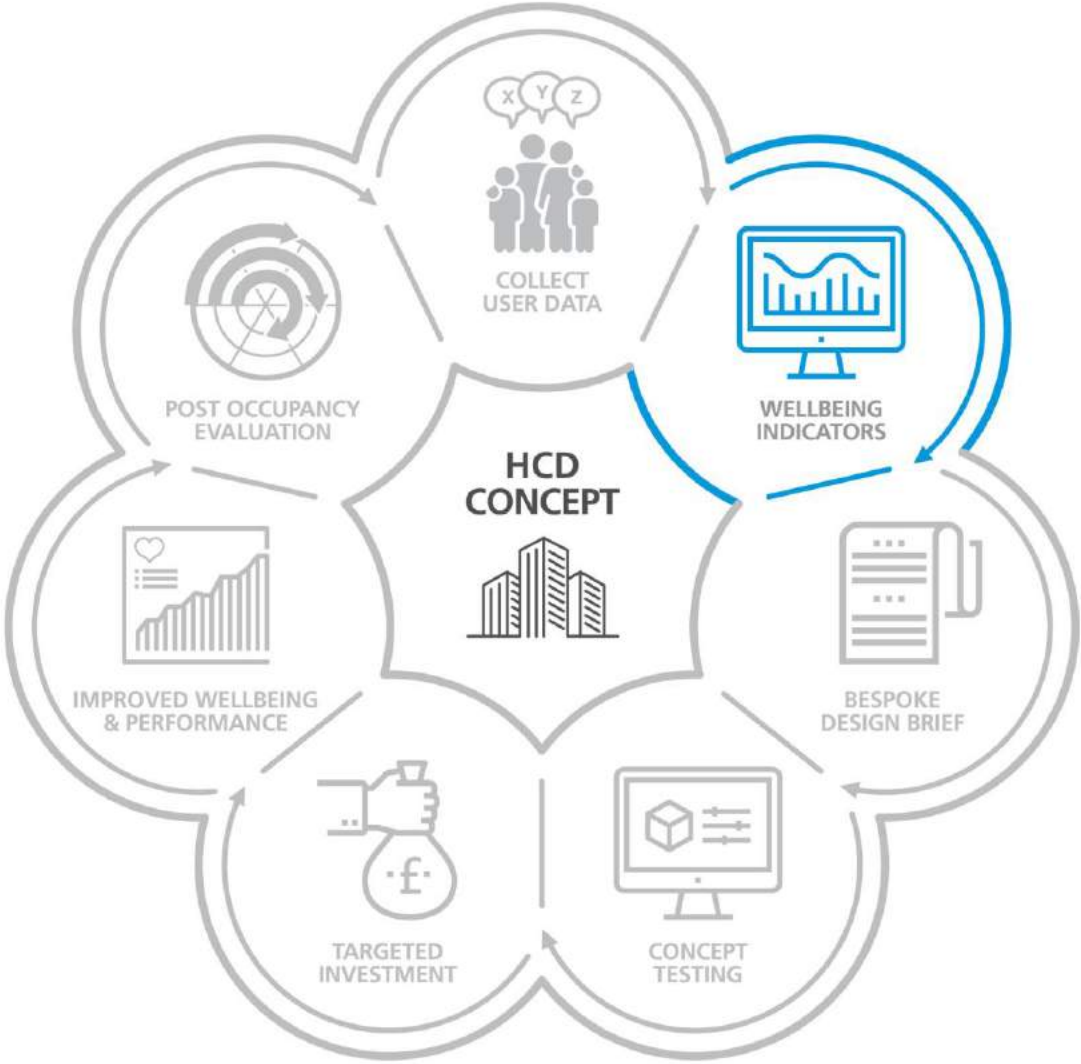 X Y Z
COLLECT
USER DATA
WELLBEING
INDICATORS
BESPOKE
DESIGN BRIEF
CONCEPT
TESTING
£
TARGETED
INVESTMENT
IMPROVED WELLBEING
& PERFORMANCE
POST OCCUPANCY
EVALUATION
HCD
CONCEPT